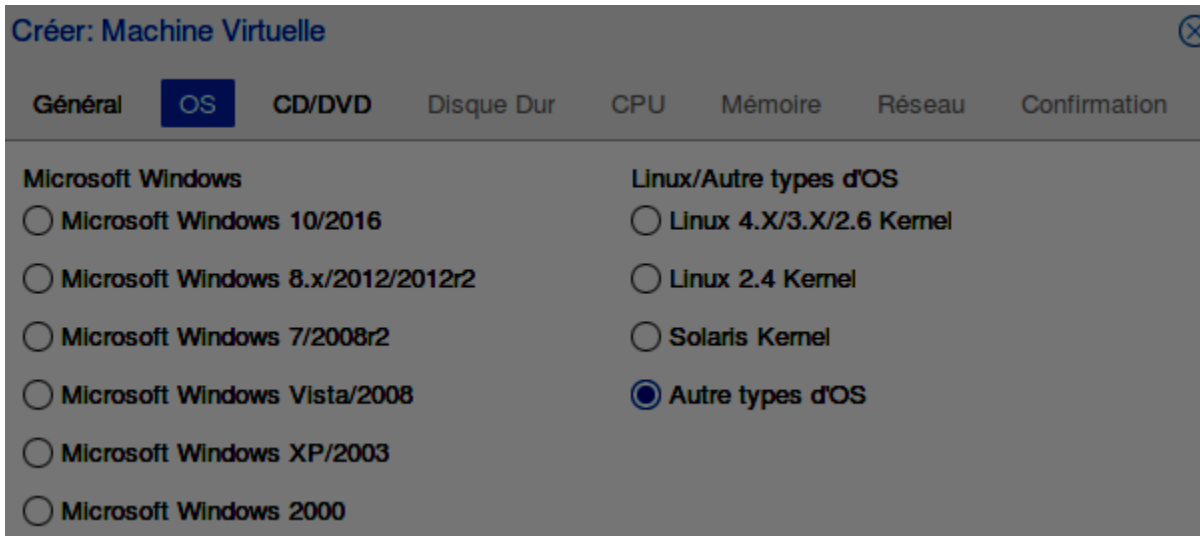 Créer: Machine Virtuelle
Général OS CD/DVD Disque Dur CPU Mémoire Réseau Confirmation
Microsoft Windows
Microsoft Windows 10/2016
Microsoft Windows 8.x/2012/2012r2
Microsoft Windows 7/2008r2
Microsoft Windows Vista/2008
Microsoft Windows XP/2003
Microsoft Windows 2000
Linux/Autre types d'OS
Linux 4.X/3.X/2.6 Kernel
Linux 2.4 Kernel
Solaris Kernel
Autre types d'OS